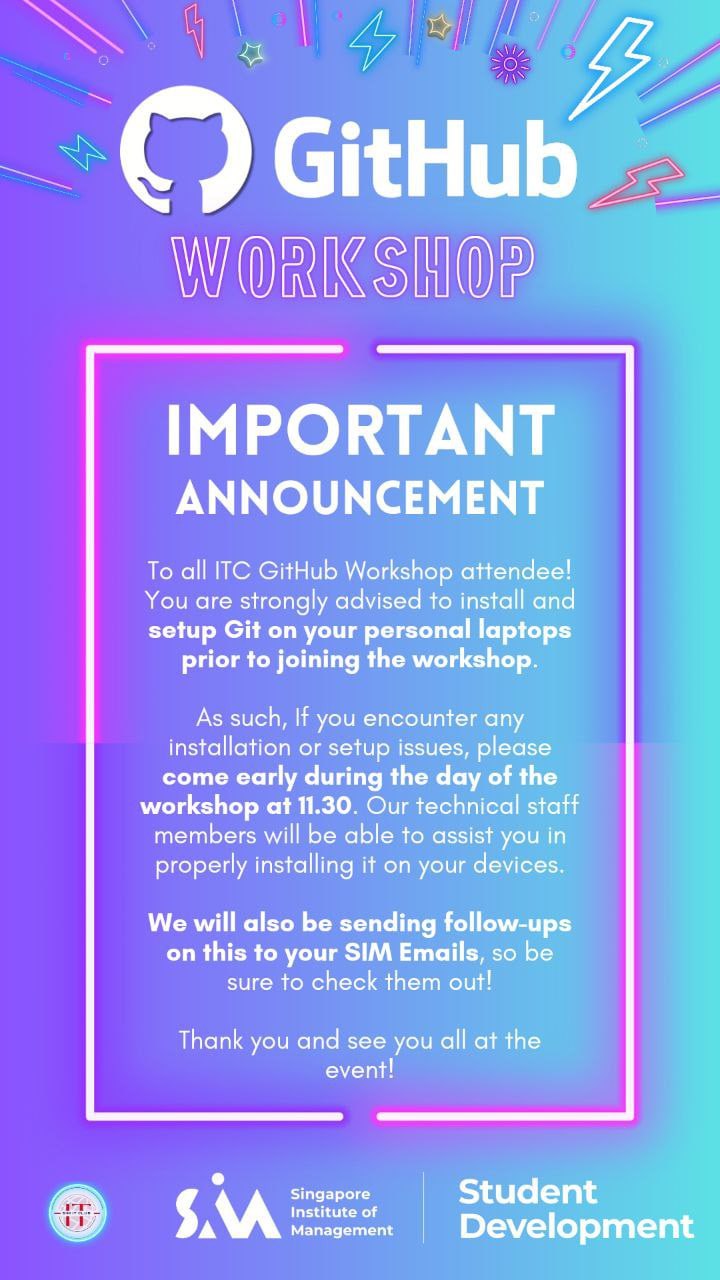 GitHub
WORKSHOP
IMPORTANT
ANNOUNCEMENT
To all ITC GitHub Workshop attendee!
You are strongly advised to install and
setup Git on your personal laptops
prior to joining the workshop.
As such, If you encounter any
installation or setup issues, please
come early during the day of the
workshop at 11.30. Our technical staff
members will be able to assist you in
properly installing it on your devices.
We will also be sending follow-ups
on this to your SIM Emails, so be
sure to check them out!
Thank you and see you all at the
event!
IT
SIM IT CLUB
SIM
Singapore
Institute of
Management
Student
Development